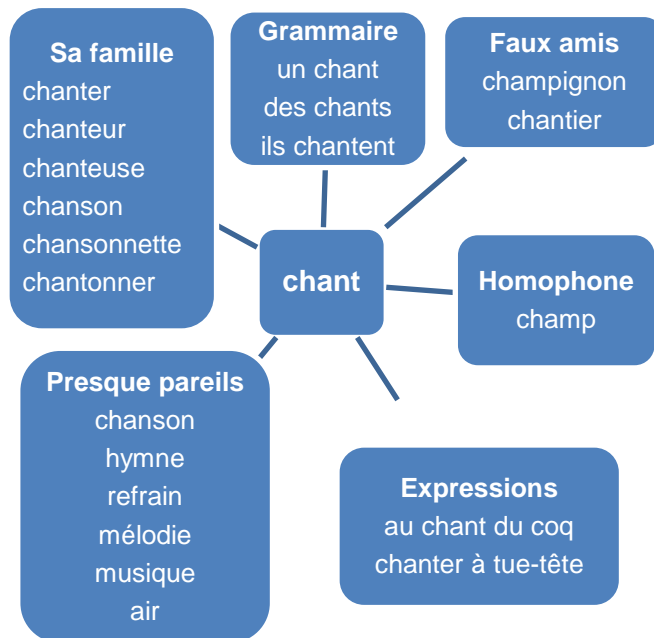 Sa famille
chanter
chanteur
chanteuse
chanson
chansonnette
chantonner
Grammaire
un chant
des chants
ils chantent
Faux amis
champignon
chantier
chant
Homophone
champ
Presque pareils
chanson
hymne
refrain
mélodie
musique
air
Expressions
au chant du coq
chanter à tue-tête